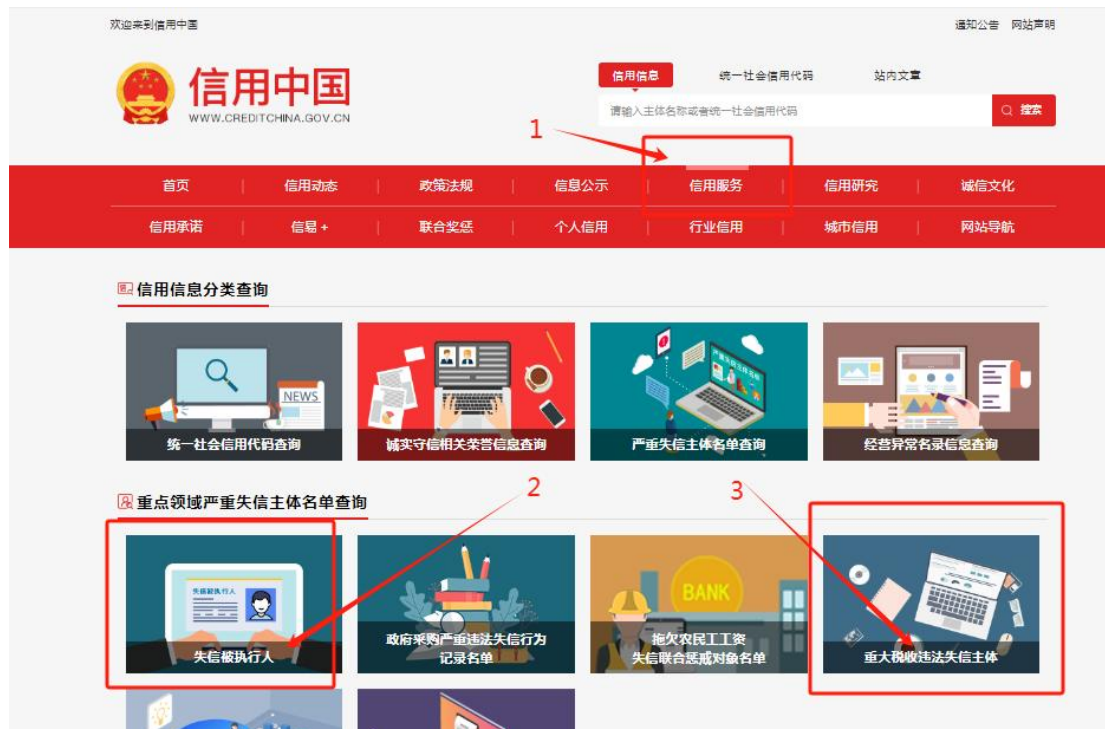 欢迎来到信用中国
通知公告 网站声明
信用中国
WWW.CREDITCHINA.GOV.CN
信用信息 统一社会信用代码 站内文章
请输入主体名称或者统一社会信用代码 搜索
1
首页 信用动态 政策法规 信息公示 信用服务 信用研究 诚信文化
信用承诺 信易+ 联合奖惩 个人信用 行业信用 城市信用 网站导航
信用信息分类查询
NEWS
统一社会信用代码查询 诚实守信相关荣誉信息查询 严重失信主体名单查询 经营异常名录信息查询
2 3
重点领域严重失信主体名单查询
失信被执行人
BANK
失信被执行人
政府采购严重违法失信行为
记录名单
拖欠农民工工资
失信联合惩戒对象名单
重大税收违法失信主体